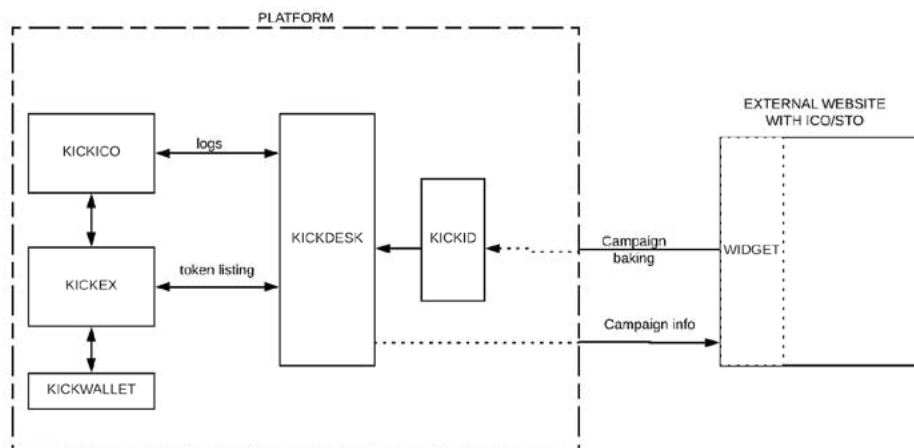 PLATFORM
EXTERNAL WEBSITE
WITH ICO/STO
KICKICO
logs
KICKDESK
KICKID
Campaign
baking
WIDGET
KICKEX
token listing
Campaign info
KICKWALLET